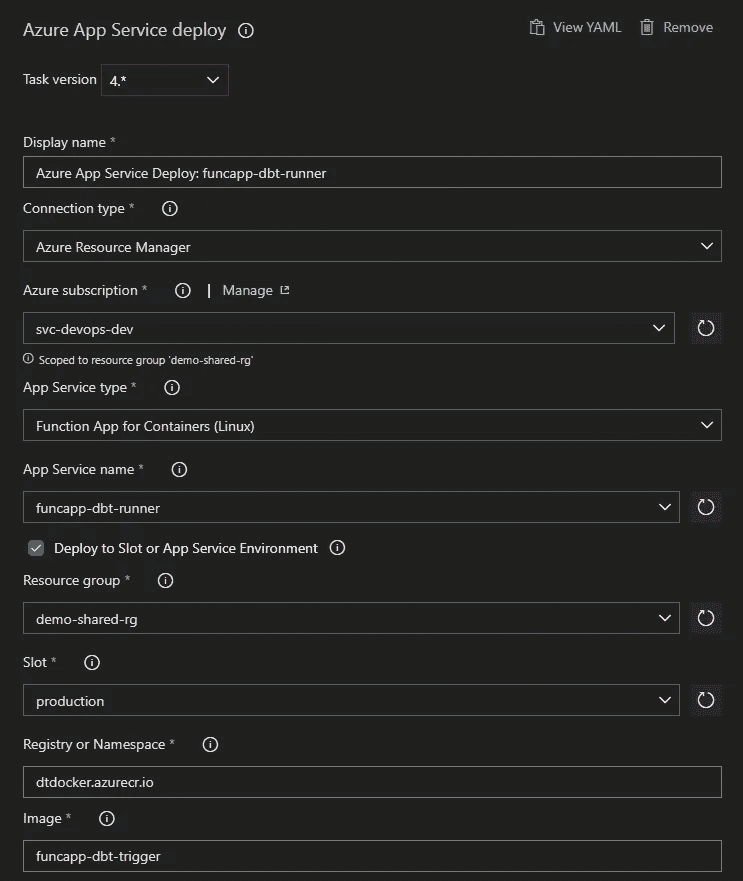 Azure App Service deploy
View YAML
Remove
Task version 4.*
Display name *
Azure App Service Deploy: funcapp-dbt-runner
Connection type *
Azure Resource Manager
Azure subscription * | Manage
svc-devops-dev
Scoped to resource group 'demo-shared-rg'
App Service type *
Function App for Containers (Linux)
App Service name *
funcapp-dbt-runner
Deploy to Slot or App Service Environment
Resource group *
demo-shared-rg
Slot *
production
Registry or Namespace *
dtdocker.azurecr.io
Image *
funcapp-dbt-trigger